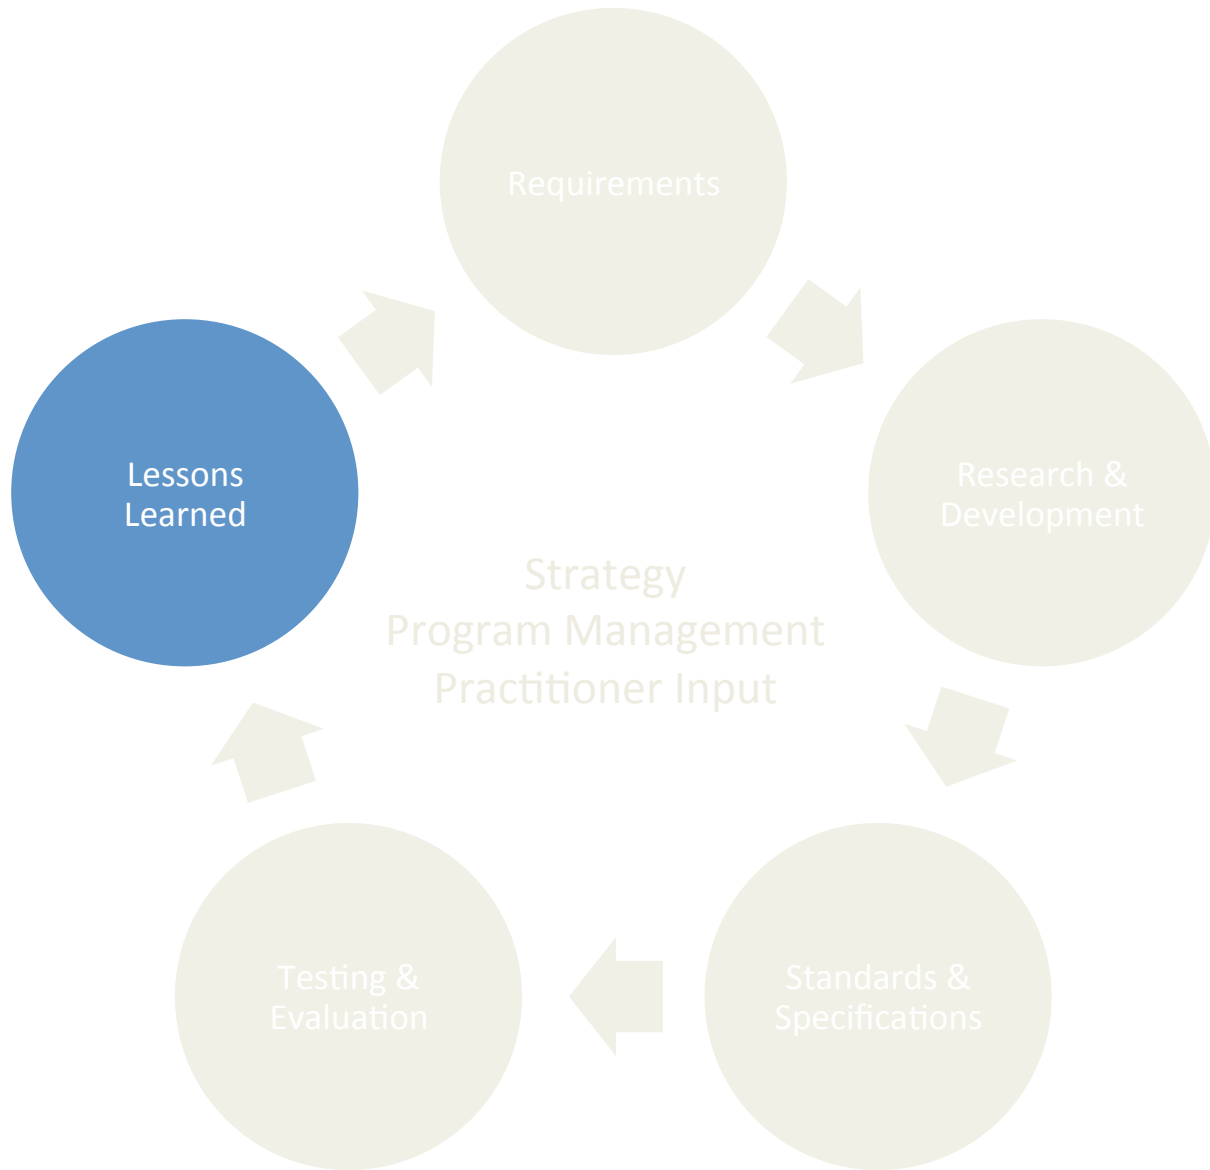 Requirements
Lessons
Learned
Research &
Development
Strategy
Program Management
Practitioner Input
Testing &
Evaluation
Standards &
Specifications